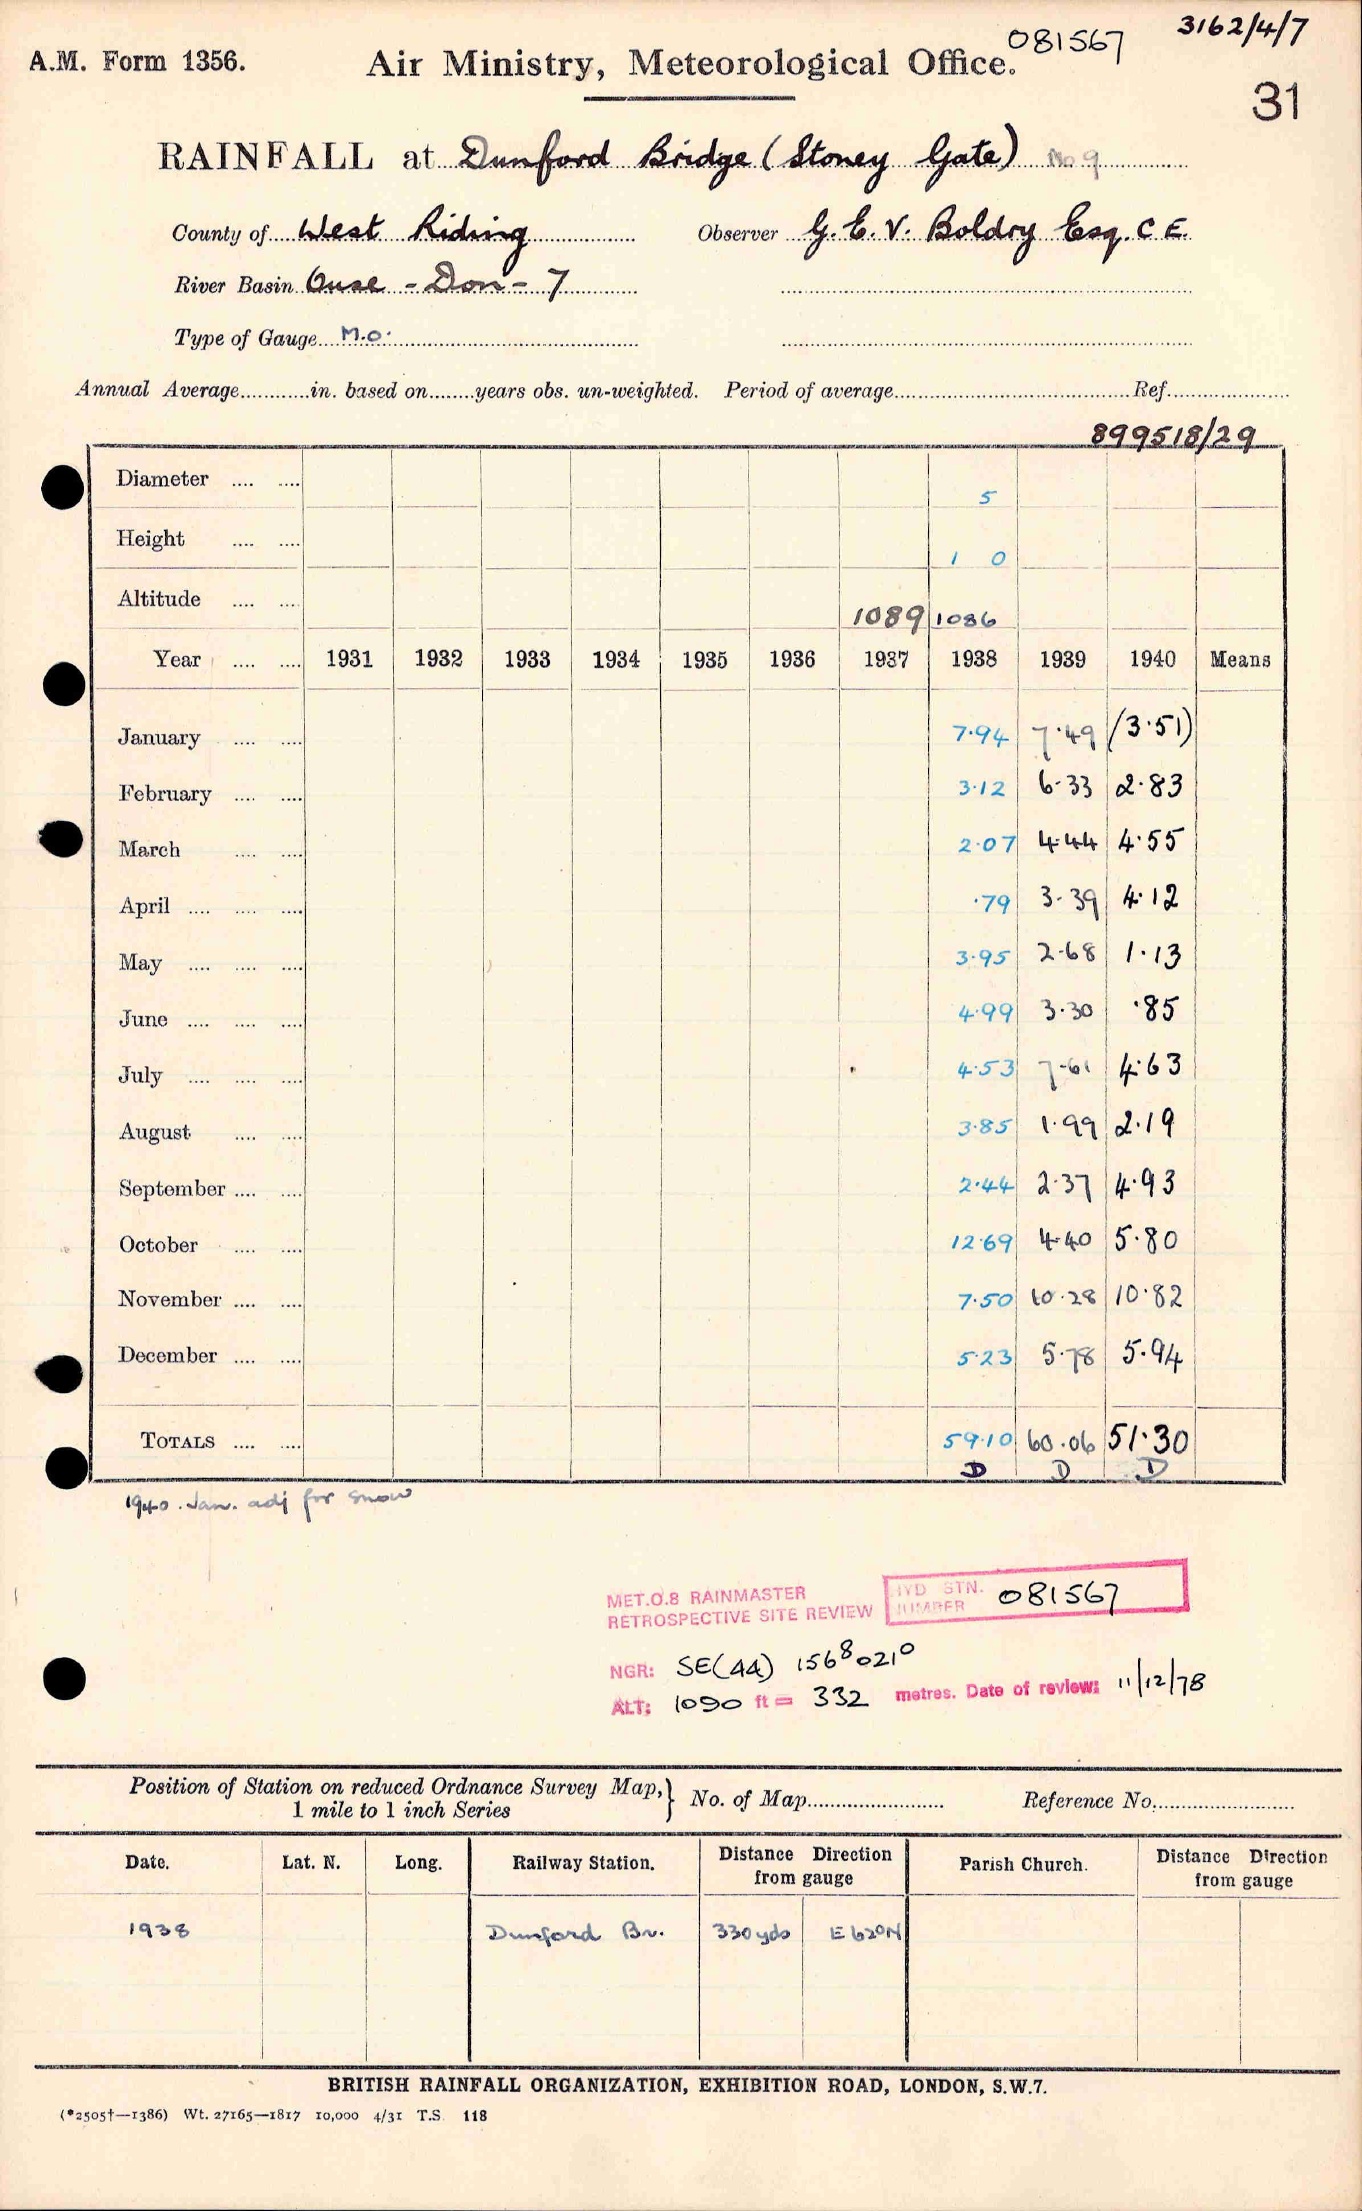 081567 3162/4/7
A.M. Form 1356. Air Ministry, Meteorological Office.
31
RAINFALL at Dunford Bridge (Stoney Gate) No 9
County of West Riding Observer G. E. V. Boldry Esq. C E.
River Basin Ouse - Don - 7
Type of Gauge M.O.
Annual Average............in. based on........years obs. un-weighted. Period of average.................... Ref....................
899518/29
Diameter .... .... 5
Height .... .... 1 0
Altitude .... .... 1089 1086
Year .... .... 1931 1932 1933 1934 1935 1936 1937 1938 1939 1940 Means
January .... .... 7.94 7.49 (3.51)
February .... .... 3.12 6.33 2.83
March .... .... 2.07 4.44 4.55
April .... .... .... .79 3.39 4.12
May .... .... .... 3.95 2.68 1.13
June .... .... .... 4.99 3.30 .85
July .... .... .... 4.53 7.61 4.63
August .... .... 3.85 1.99 2.19
September .... .... 2.44 2.37 4.93
October .... .... 12.69 4.40 5.80
November .... .... 7.50 10.28 10.82
December .... .... 5.23 5.78 5.94
TOTALS .... .... 59.10 60.06 51.30
D D D
1940. Jan. adj for snow
MET.O.8 RAINMASTER
RETROSPECTIVE SITE REVIEW
HYD STN.
NUMBER 081567
NGR: SE(44) 1568 0210
ALT: 1090 ft = 332 metres. Date of review: 11/12/78
Position of Station on reduced Ordnance Survey Map,
1 mile to 1 inch Series } No. of Map........................ Reference No.........................
Date. Lat. N. Long. Railway Station. Distance Direction from gauge Parish Church. Distance Direction from gauge
1938 Dunford Br. 330yds E62°N
BRITISH RAINFALL ORGANIZATION, EXHIBITION ROAD, LONDON, S.W.7.
(*2505†—1386) Wt. 27165—1817 10,000 4/31 T.S. 118